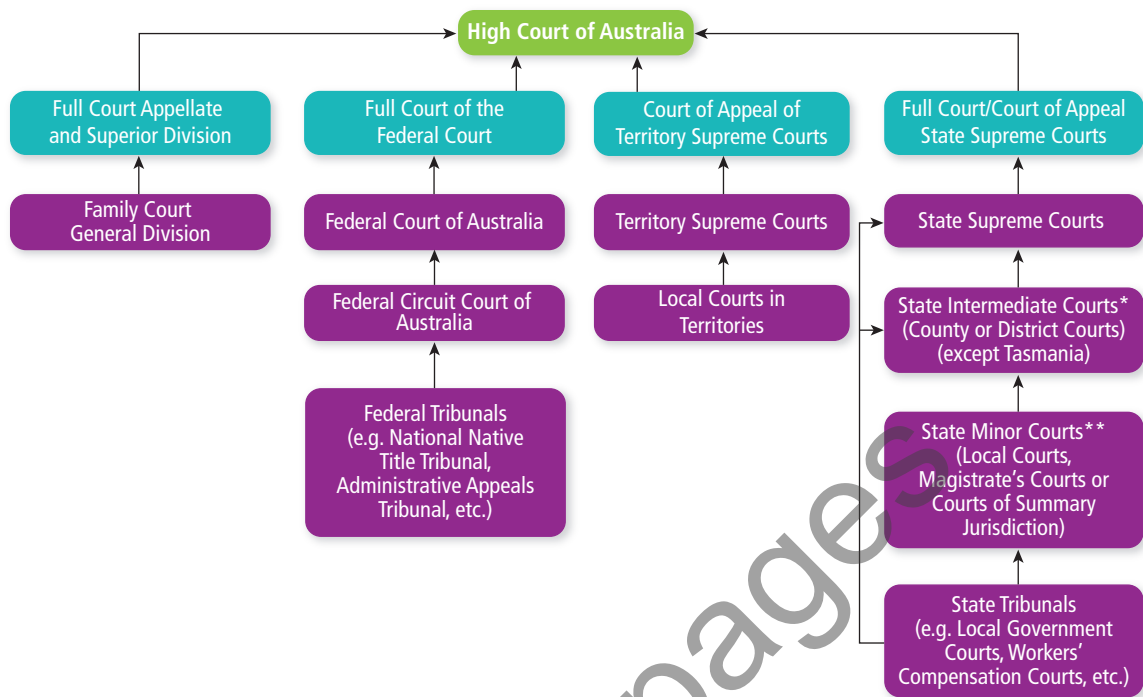 High Court of Australia
Full Court Appellate
and Superior Division
Full Court of the
Federal Court
Court of Appeal of
Territory Supreme Courts
Full Court/Court of Appeal
State Supreme Courts
Family Court
General Division
Federal Court of Australia
Territory Supreme Courts
State Supreme Courts
Federal Circuit Court of
Australia
Local Courts in
Territories
State Intermediate Courts*
(County or District Courts)
(except Tasmania)
Federal Tribunals
(e.g. National Native
Title Tribunal,
Administrative Appeals
Tribunal, etc.)
State Minor Courts**
(Local Courts,
Magistrate's Courts or
Courts of Summary
Jurisdiction)
State Tribunals
(e.g. Local Government
Courts, Workers'
Compensation Courts, etc.)
pages